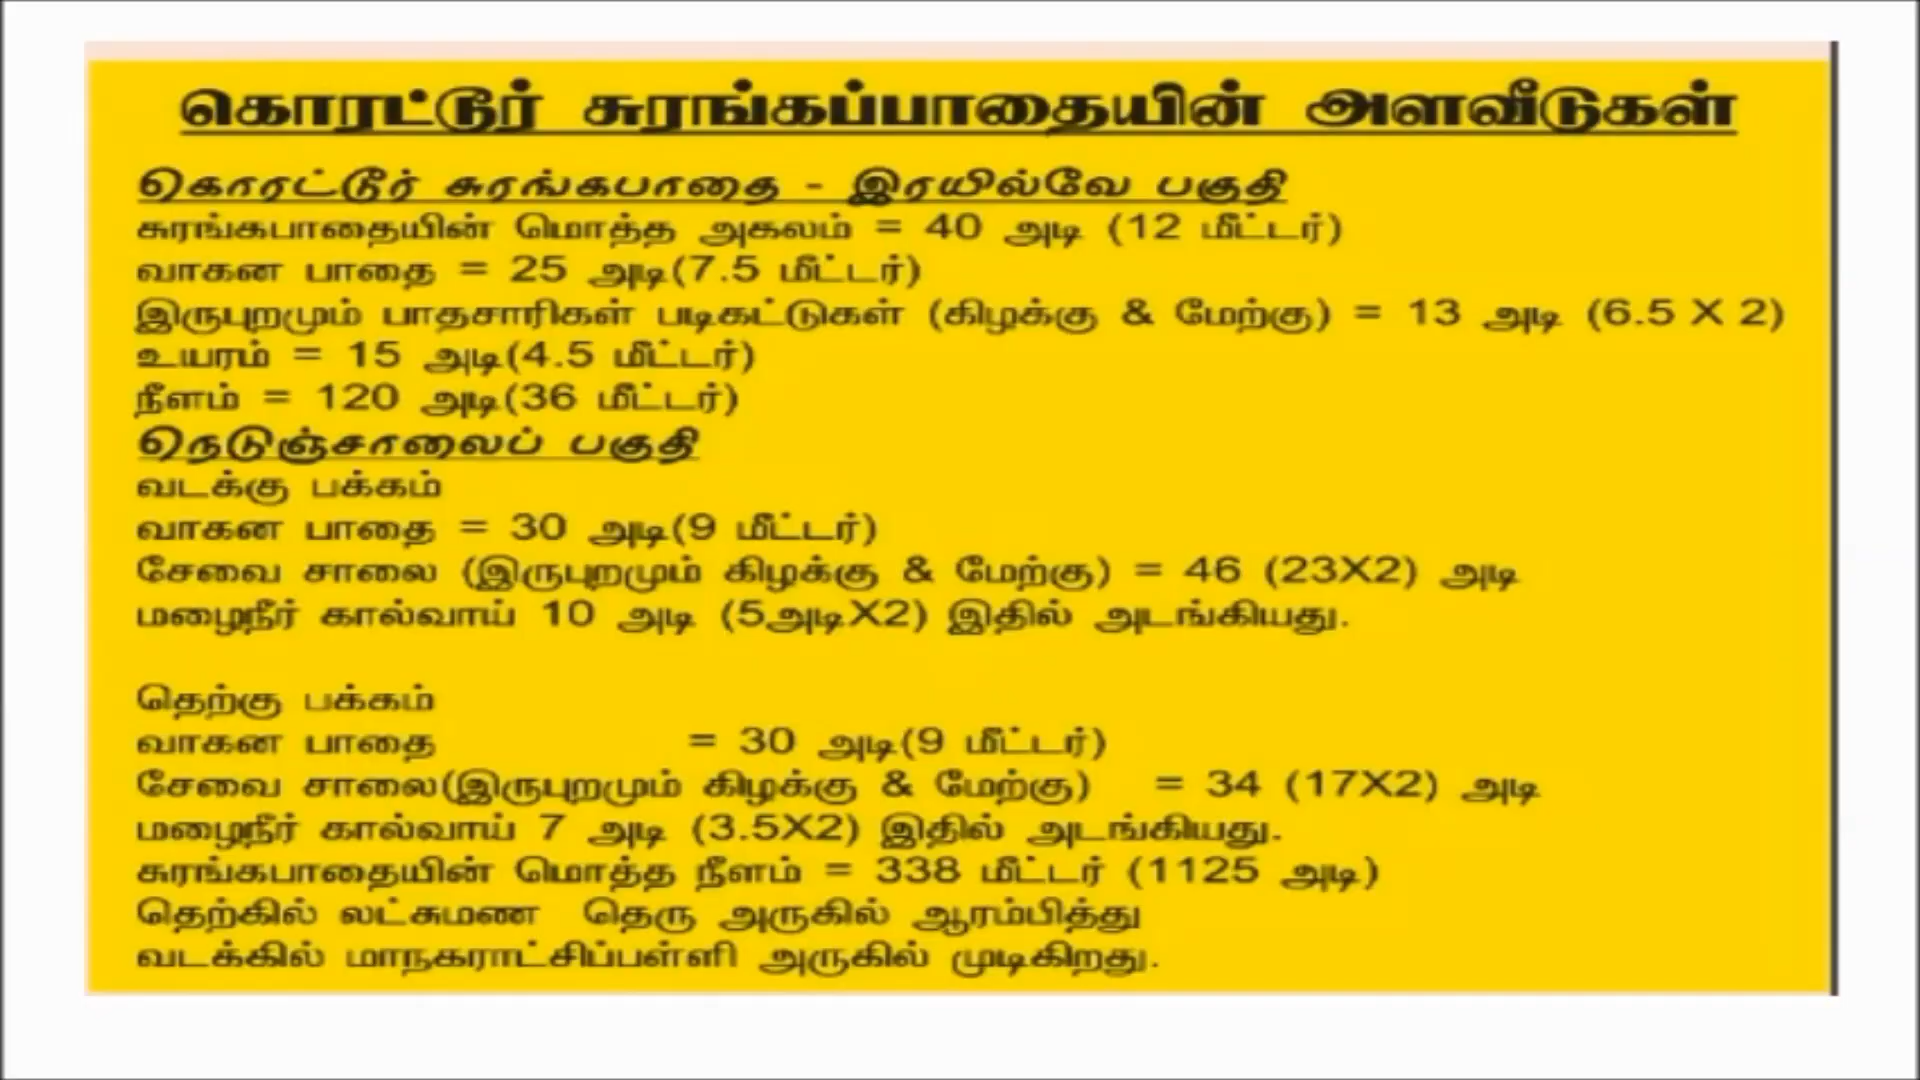 கொரட்டூர் சுரங்கப்பாதையின் அளவீடுகள்
கொரட்டூர் சுரங்கபாதை - இரயில்வே பகுதி
சுரங்கபாதையின் மொத்த அகலம் = 40 அடி (12 மீட்டர்)
வாகன பாதை = 25 அடி(7.5 மீட்டர்)
இருபுறமும் பாதசாரிகள் படிகட்டுகள் (கிழக்கு & மேற்கு) = 13 அடி (6.5 X 2)
உயரம் = 15 அடி(4.5 மீட்டர்)
நீளம் = 120 அடி(36 மீட்டர்)
நெடுஞ்சாலைப் பகுதி
வடக்கு பக்கம்
வாகன பாதை = 30 அடி(9 மீட்டர்)
சேவை சாலை (இருபுறமும் கிழக்கு & மேற்கு) = 46 (23X2) அடி
மழைநீர் கால்வாய் 10 அடி (5அடிX2) இதில் அடங்கியது.
தெற்கு பக்கம்
வாகன பாதை = 30 அடி(9 மீட்டர்)
சேவை சாலை(இருபுறமும் கிழக்கு & மேற்கு) = 34 (17X2) அடி
மழைநீர் கால்வாய் 7 அடி (3.5X2) இதில் அடங்கியது.
சுரங்கபாதையின் மொத்த நீளம் = 338 மீட்டர் (1125 அடி)
தெற்கில் லட்சுமண தெரு அருகில் ஆரம்பித்து
வடக்கில் மாநகராட்சிப்பள்ளி அருகில் முடிகிறது.